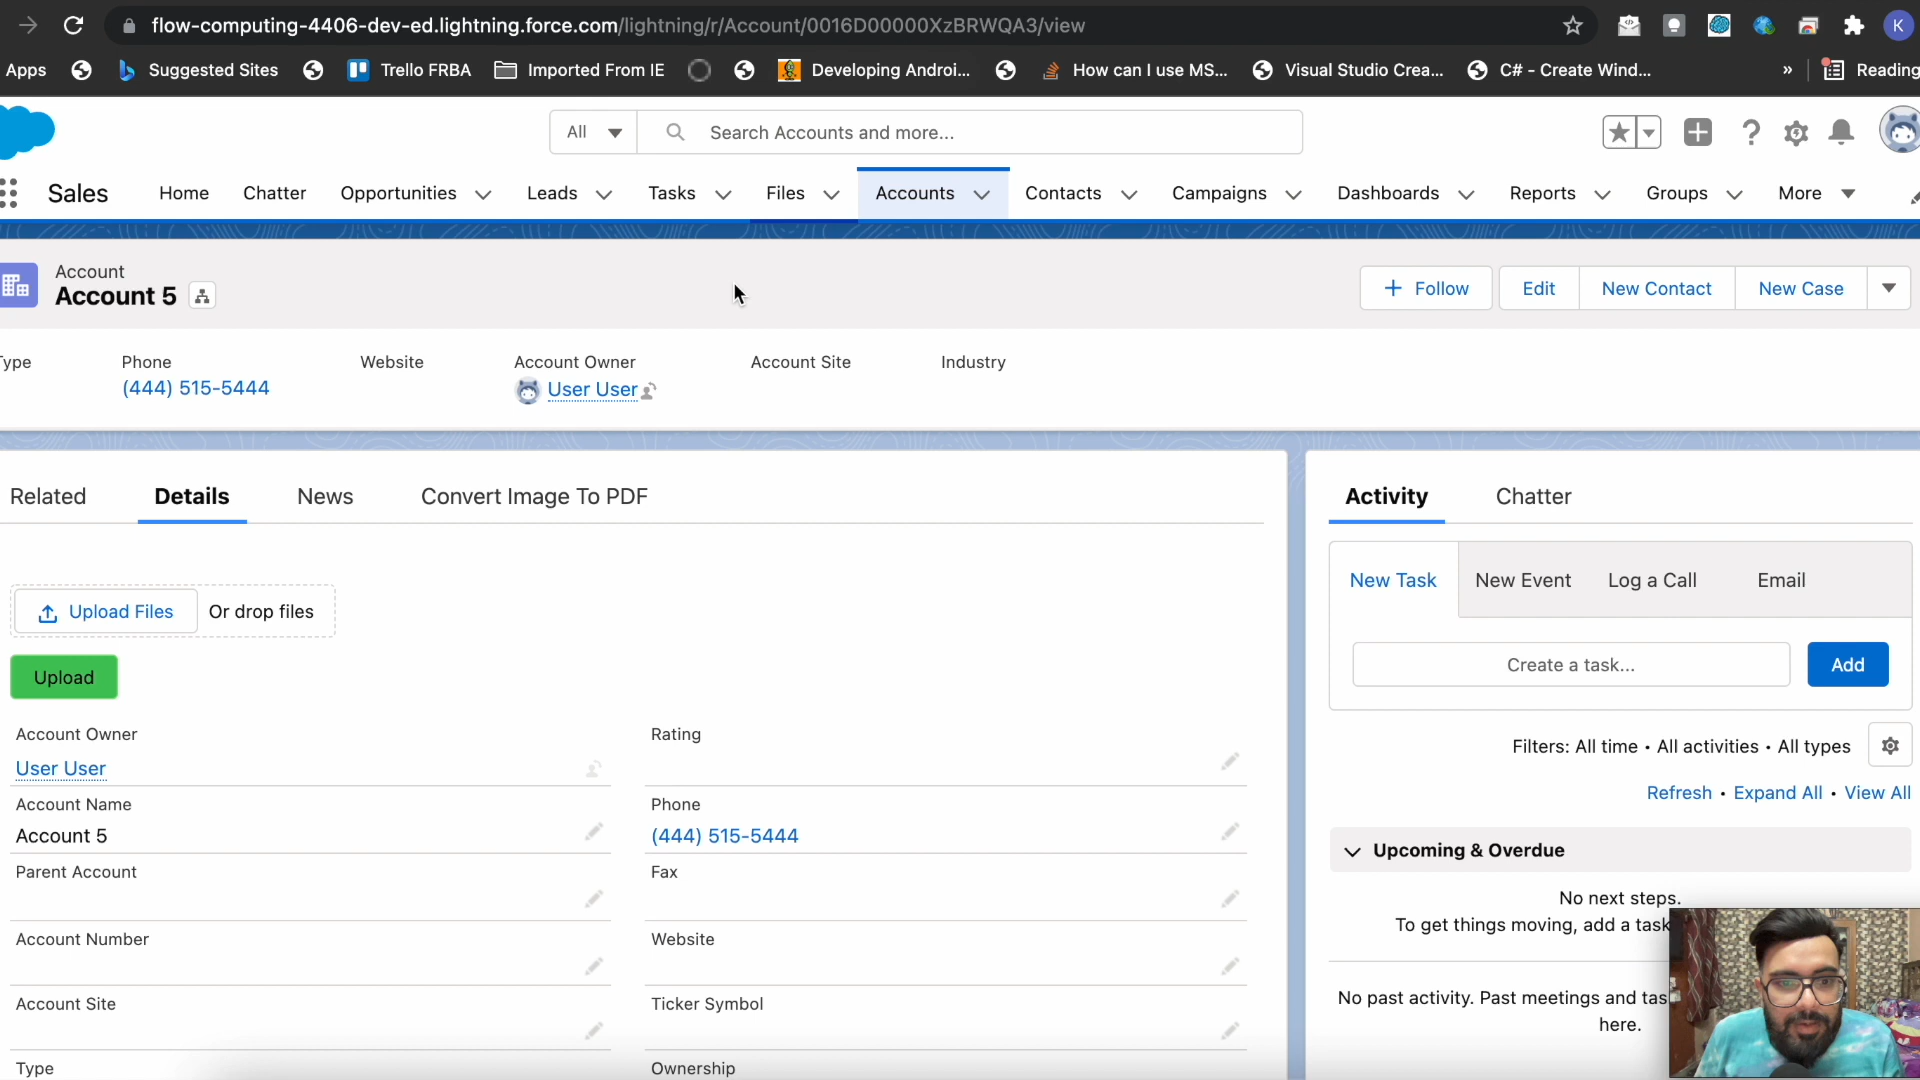 flow-computing-4406-dev-ed.lightning.force.com/lightning/r/Account/0016D00000XzBRWQA3/view
K
Apps
Suggested Sites
Trello FRBA
Imported From IE
Developing Androi...
How can I use MS...
Visual Studio Crea...
C# - Create Wind...
»
Reading
All
Search Accounts and more...
Sales
Home
Chatter
Opportunities
Leads
Tasks
Files
Accounts
Contacts
Campaigns
Dashboards
Reports
Groups
More
Account
Account 5
+ Follow
Edit
New Contact
New Case
Type
Phone
Website
Account Owner
Account Site
Industry
(444) 515-5444
User User
Related
Details
News
Convert Image To PDF
Upload Files
Or drop files
Upload
Account Owner
User User
Rating
Account Name
Account 5
Phone
(444) 515-5444
Parent Account
Fax
Account Number
Website
Account Site
Ticker Symbol
Type
Ownership
Activity
Chatter
New Task
New Event
Log a Call
Email
Create a task...
Add
Filters: All time • All activities • All types
Refresh • Expand All • View All
Upcoming & Overdue
No next steps.
To get things moving, add a task
No past activity. Past meetings and tas
here.